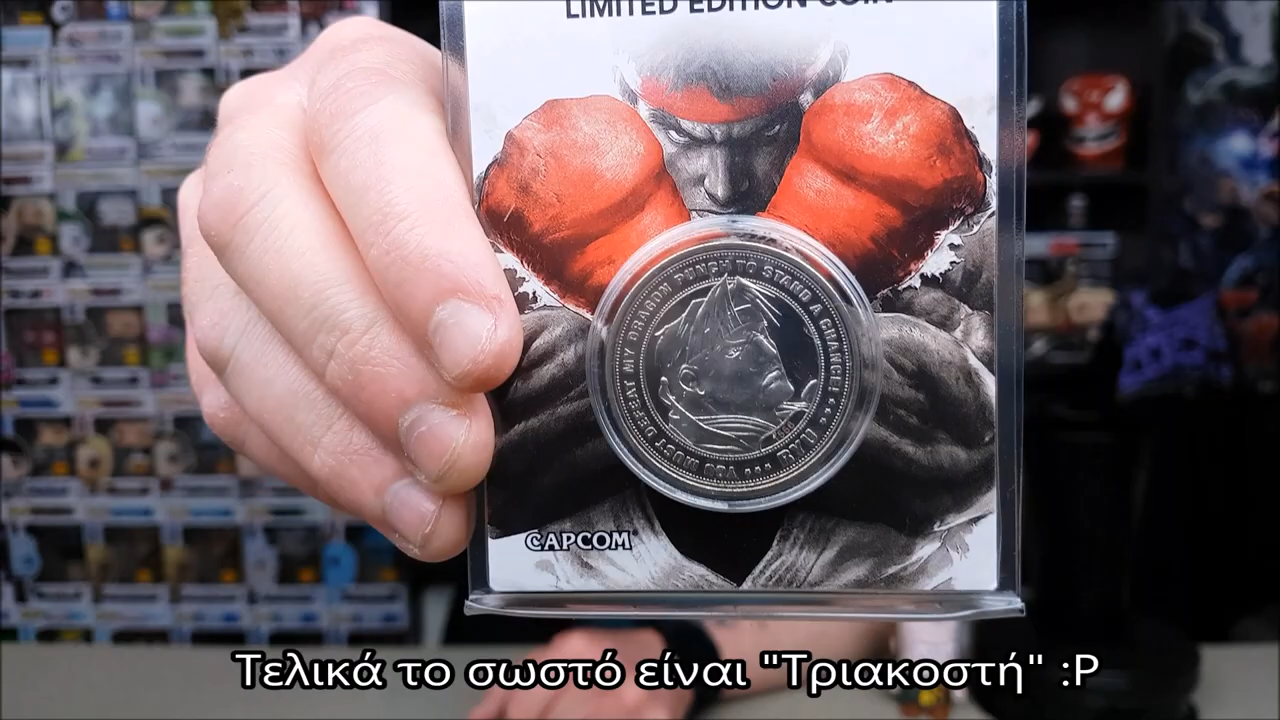 LIMITED EDITION COIN
YOU MUST DEFEAT MY DRAGON PUNCH TO STAND A CHANCE!
RYU
CAPCOM
Τελικά το σωστό είναι "Τριακοστή" :P